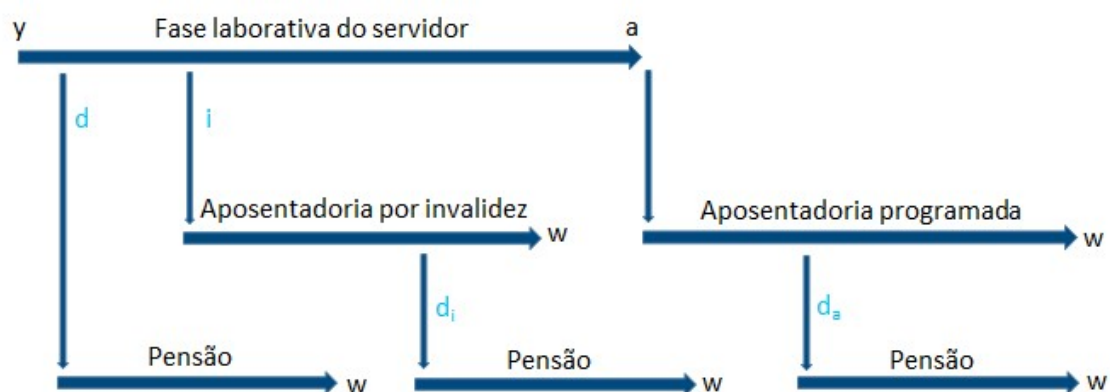 y Fase laborativa do servidor a
d i
Aposentadoria por invalidez w Aposentadoria programada w
dᵢ dₐ
Pensão w Pensão w Pensão w